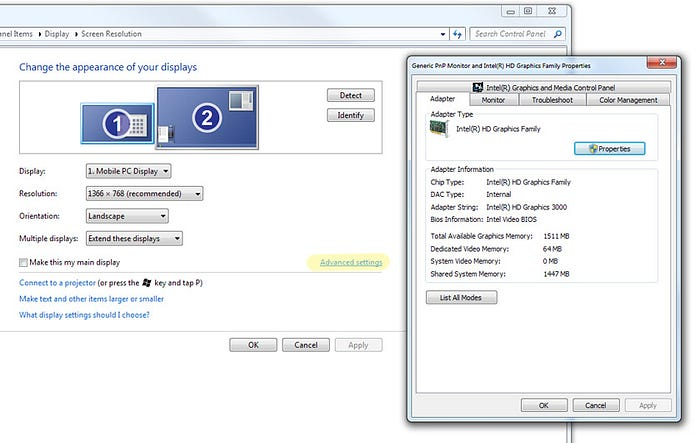 anel Items ▸ Display ▸ Screen Resolution
Search Control Panel
Change the appearance of your displays
1
2
Detect
Identify
Display: 1. Mobile PC Display
Resolution: 1366 × 768 (recommended)
Orientation: Landscape
Multiple displays: Extend these displays
Make this my main display
Advanced settings
Connect to a projector (or press the key and tap P)
Make text and other items larger or smaller
What display settings should I choose?
OK Cancel Apply
Generic PnP Monitor and Intel(R) HD Graphics Family Properties
Intel(R) Graphics and Media Control Panel
Adapter Monitor Troubleshoot Color Management
Adapter Type
Intel(R) HD Graphics Family
Properties
Adapter Information
Chip Type: Intel(R) HD Graphics Family
DAC Type: Internal
Adapter String: Intel(R) HD Graphics 3000
Bios Information: Intel Video BIOS
Total Available Graphics Memory: 1511 MB
Dedicated Video Memory: 64 MB
System Video Memory: 0 MB
Shared System Memory: 1447 MB
List All Modes
OK Cancel Apply